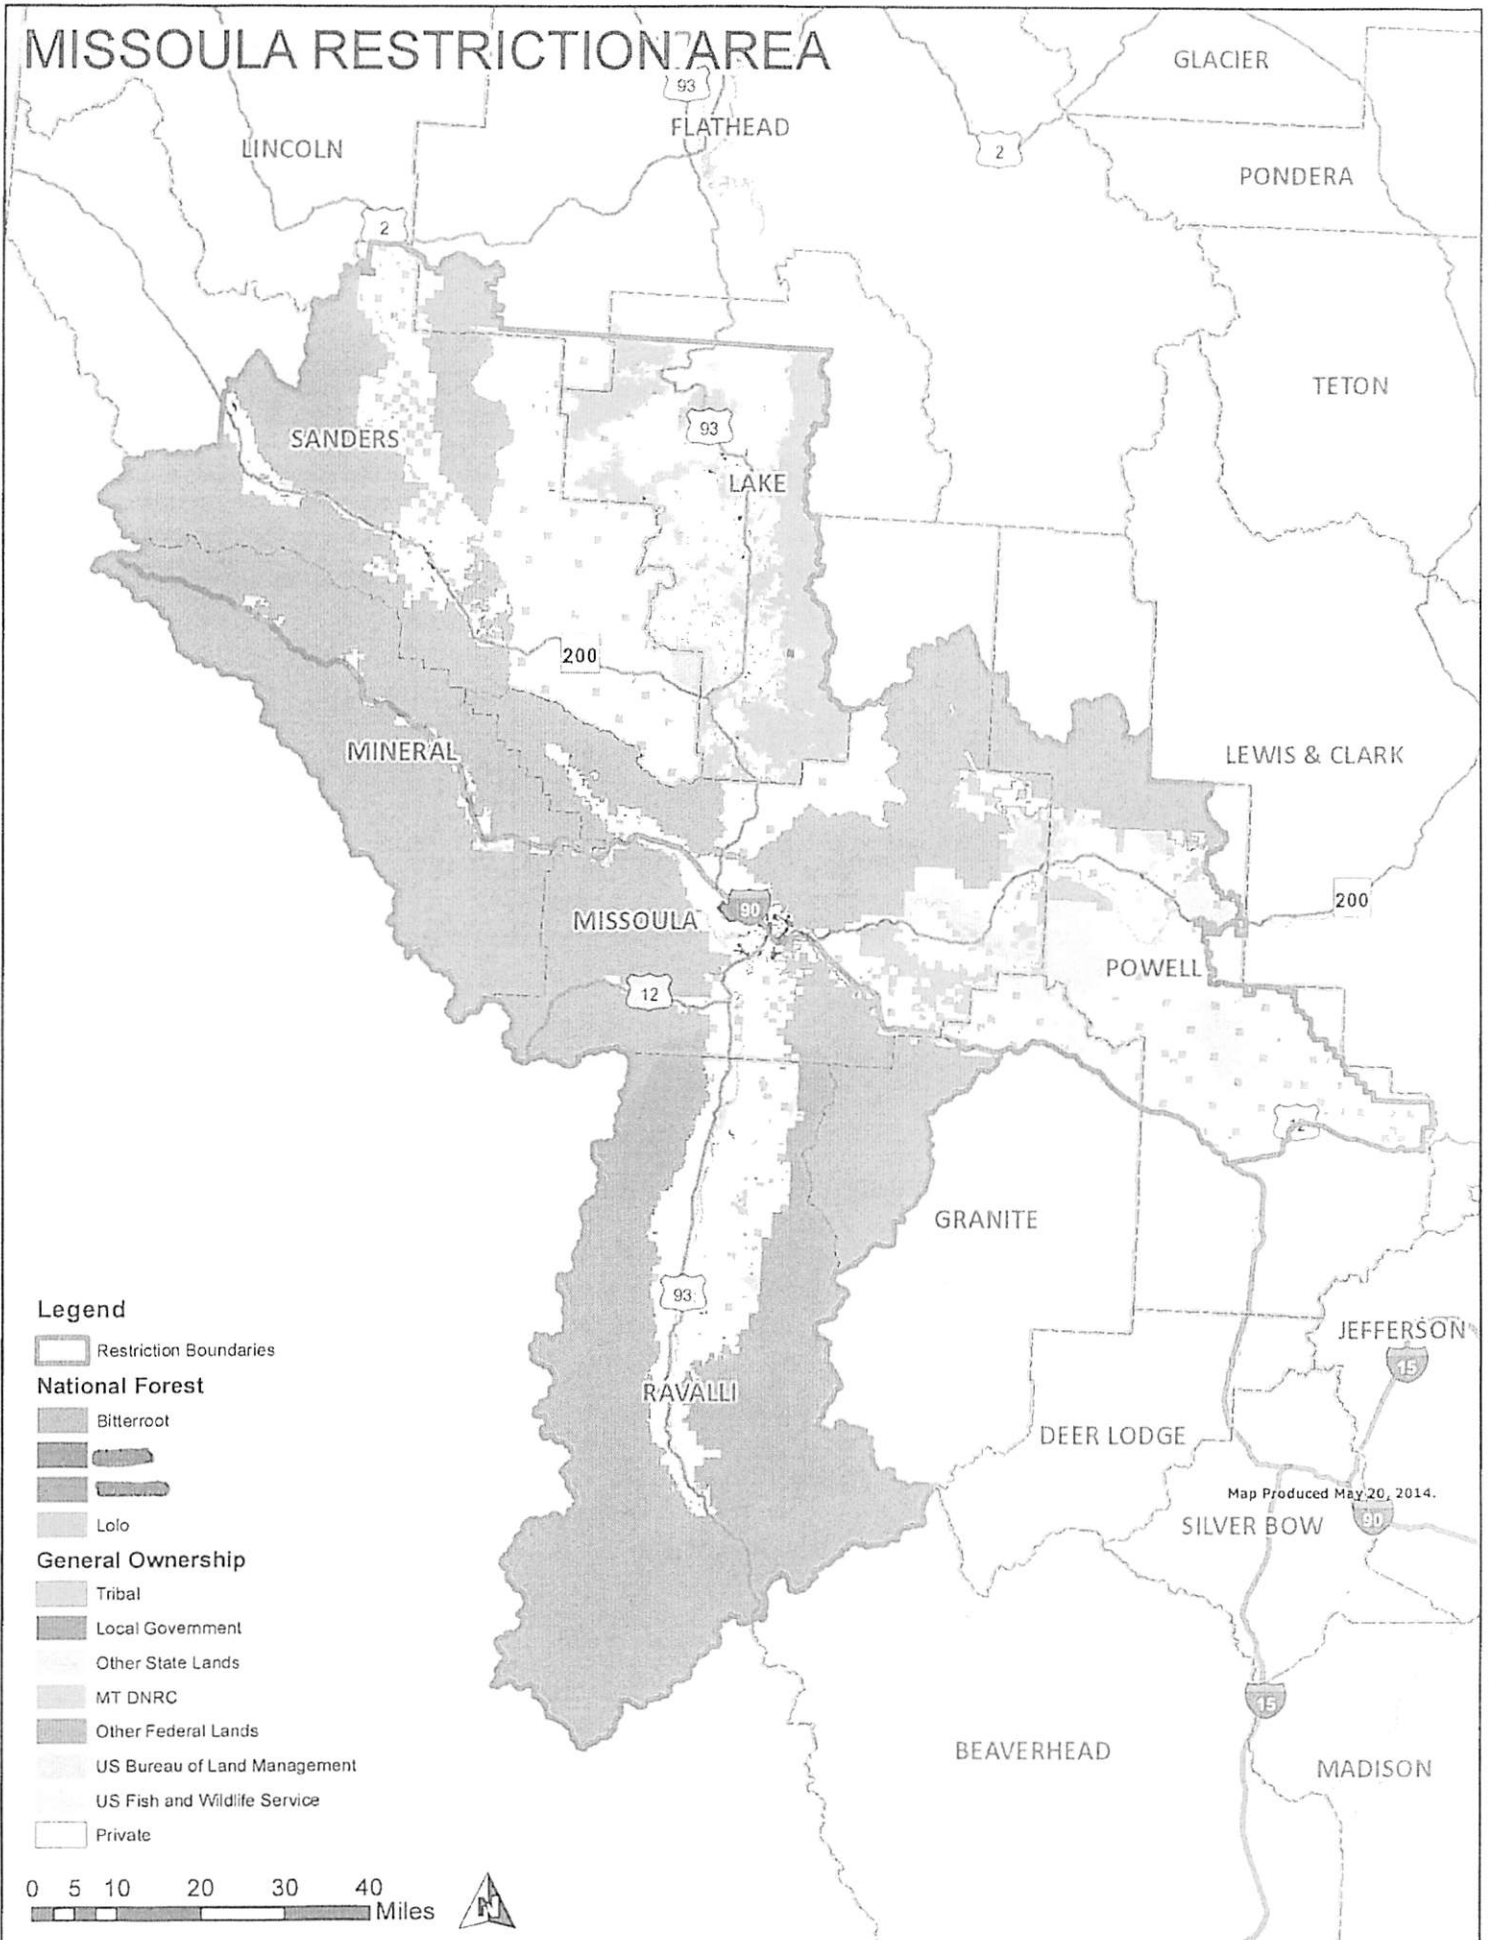 MISSOULA RESTRICTION AREA
GLACIER
93
FLATHEAD
LINCOLN
2
PONDERA
2
TETON
SANDERS
93
LAKE
200
MINERAL
LEWIS & CLARK
200
90
MISSOULA
POWELL
12
12
GRANITE
93
JEFFERSON
15
RAVALLI
DEER LODGE
Map Produced May 20, 2014.
90
SILVER BOW
15
BEAVERHEAD
MADISON
Legend
Restriction Boundaries
National Forest
Bitterroot
Lolo
General Ownership
Tribal
Local Government
Other State Lands
MT DNRC
Other Federal Lands
US Bureau of Land Management
US Fish and Wildlife Service
Private
0 5 10 20 30 40
Miles
N